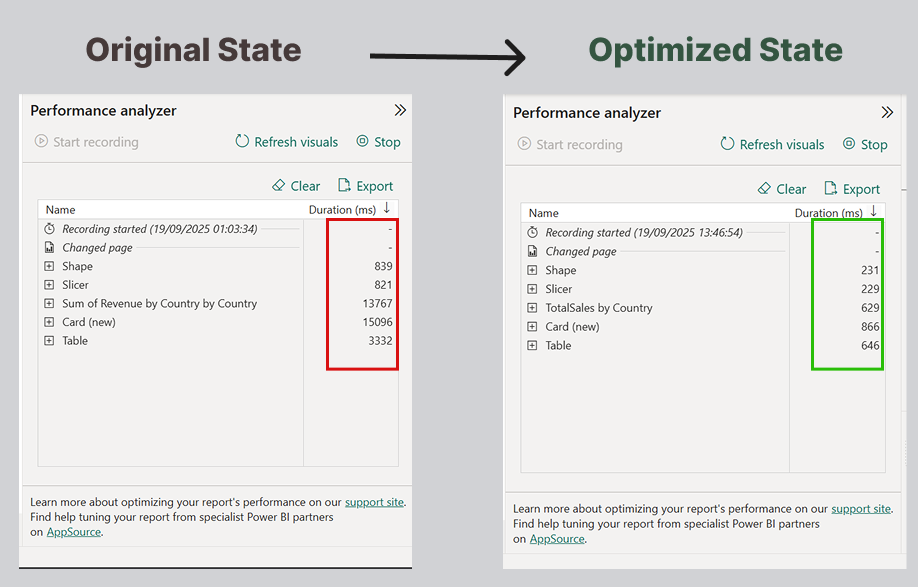 Original State
Optimized State
Performance analyzer
Start recording
Refresh visuals
Stop
Clear
Export
Name
Duration (ms)
Recording started (19/09/2025 01:03:34)
-
Changed page
-
Shape
839
Slicer
821
Sum of Revenue by Country by Country
13767
Card (new)
15096
Table
3332
Learn more about optimizing your report's performance on our support site.
Find help tuning your report from specialist Power BI partners
on AppSource.
Performance analyzer
Start recording
Refresh visuals
Stop
Clear
Export
Name
Duration (ms)
Recording started (19/09/2025 13:46:54)
-
Changed page
-
Shape
231
Slicer
229
TotalSales by Country
629
Card (new)
866
Table
646
Learn more about optimizing your report's performance on our support site.
Find help tuning your report from specialist Power BI partners
on AppSource.